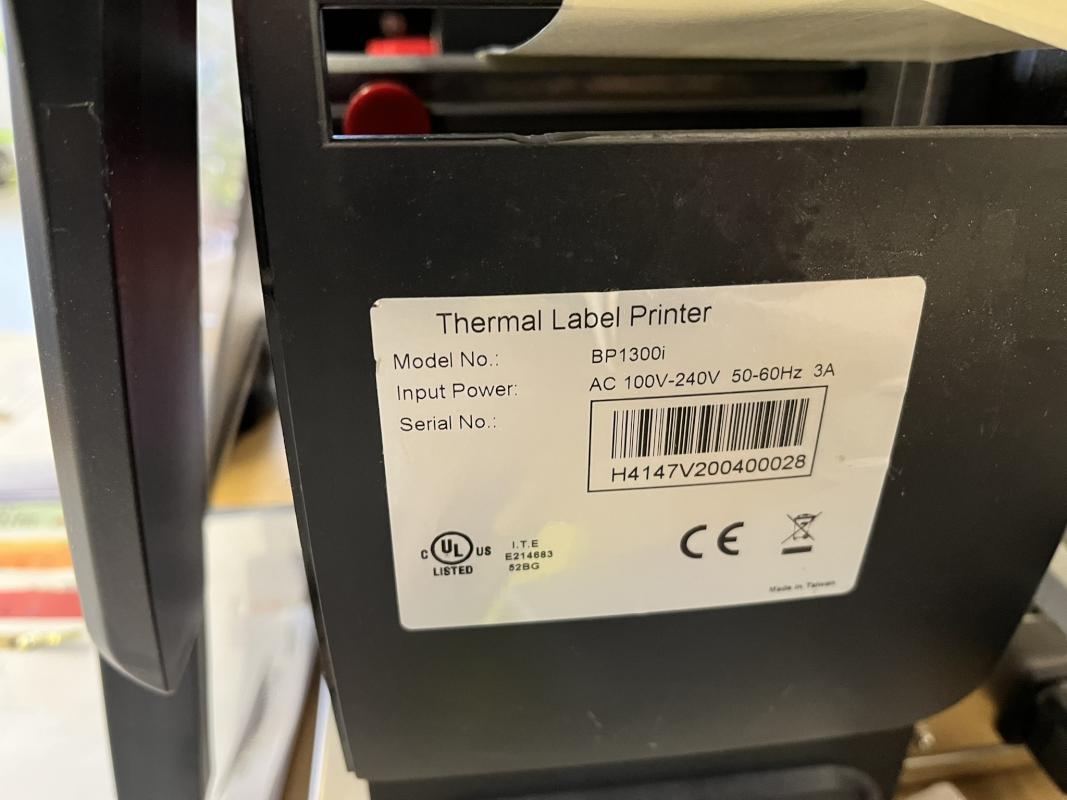 Thermal Label Printer
Model No.: BP1300i
Input Power: AC 100V-240V 50-60Hz 3A
Serial No.:
H4147V200400028
C UL US
LISTED
I.T.E
E214683
52BG
CE
Made in Taiwan